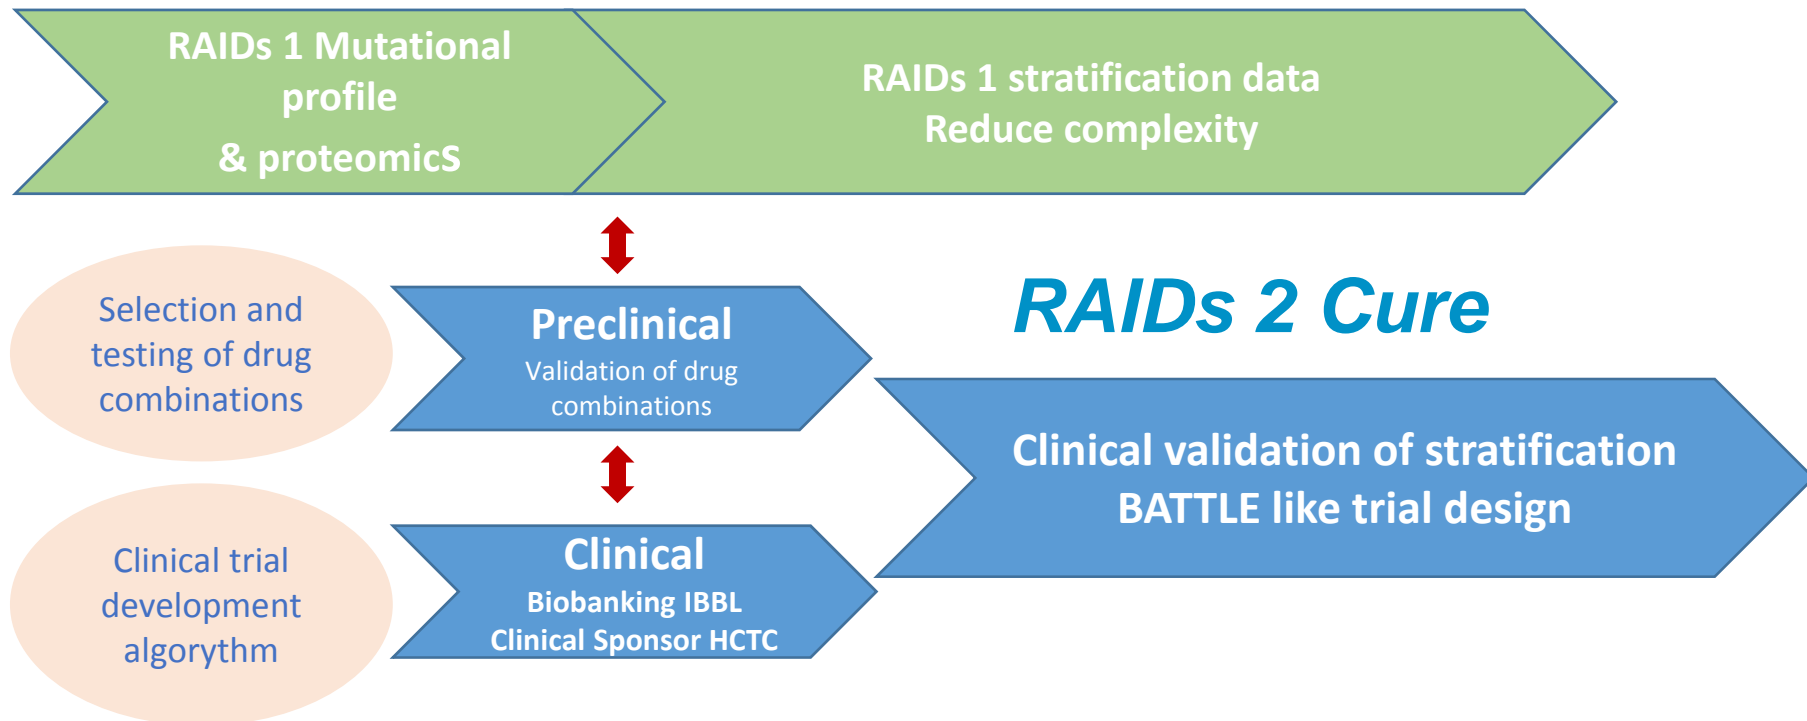 RAIDs 1 Mutational
profile
& proteomics
RAIDs 1 stratification data
Reduce complexity
Selection and
testing of drug
combinations
Preclinical
Validation of drug
combinations
RAIDs 2 Cure
Clinical validation of stratification
BATTLE like trial design
Clinical trial
development
algorythm
Clinical
Biobanking IBBL
Clinical Sponsor HCTC